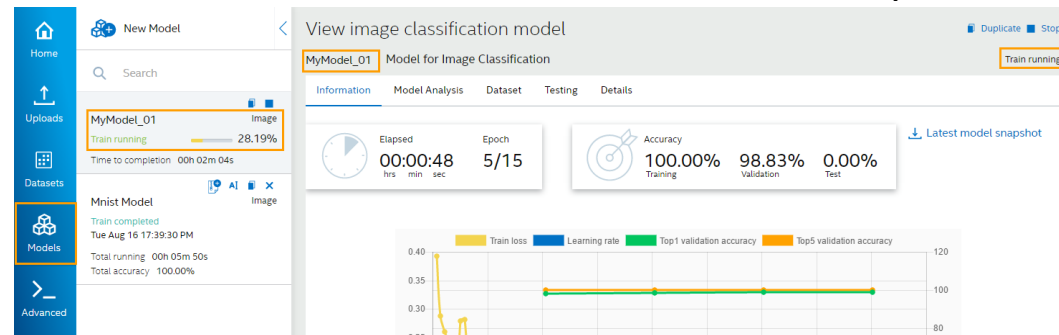 Home
Uploads
Datasets
Models
Advanced
New Model
Search
MyModel_01 Image
Train running 28.19%
Time to completion 00h 02m 04s
Mnist Model Image
Train completed
Tue Aug 16 17:39:30 PM
Total running 00h 05m 50s
Total accuracy 100.00%
View image classification model
Duplicate Stop
MyModel_01 Model for Image Classification Train running
Information Model Analysis Dataset Testing Details
Elapsed Epoch
00:00:48 5/15
hrs min sec
Accuracy
100.00% 98.83% 0.00%
Training Validation Test
Latest model snapshot
Train loss Learning rate Top1 validation accuracy Top5 validation accuracy
0.40 120
0.35
100
0.30
80